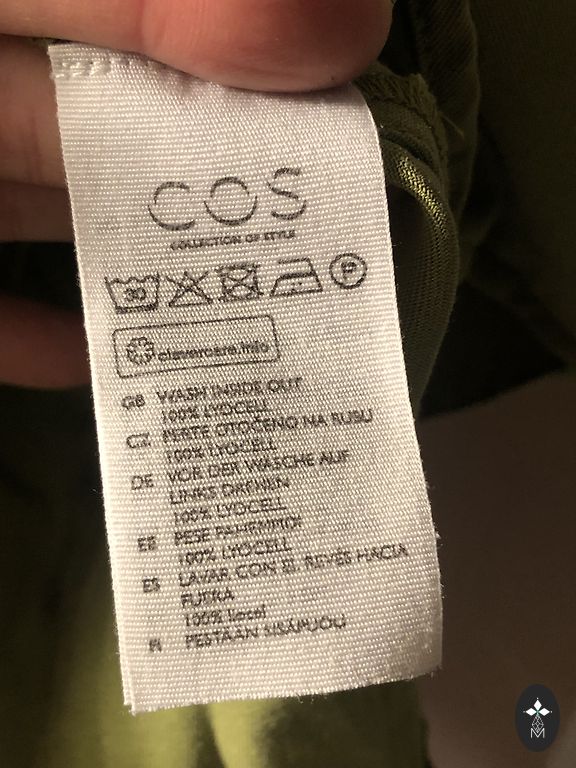 COS
COLLECTION OF STYLE
30 P
clevercare.info
GB WASH INSIDE OUT
100% LYOCELL
CZ PERTE OTOČENO NA RUBU
100% LYOCELL
DE VOR DER WÄSCHE AUF
LINKS DREHEN
100% LYOCELL
EE PESE PAHEMPIDI
100% LYOCELL
ES LAVAR CON EL REVÉS HACIA
FUERA
100% liocel
FI PESTÄÄN SISÄPUOLI
M